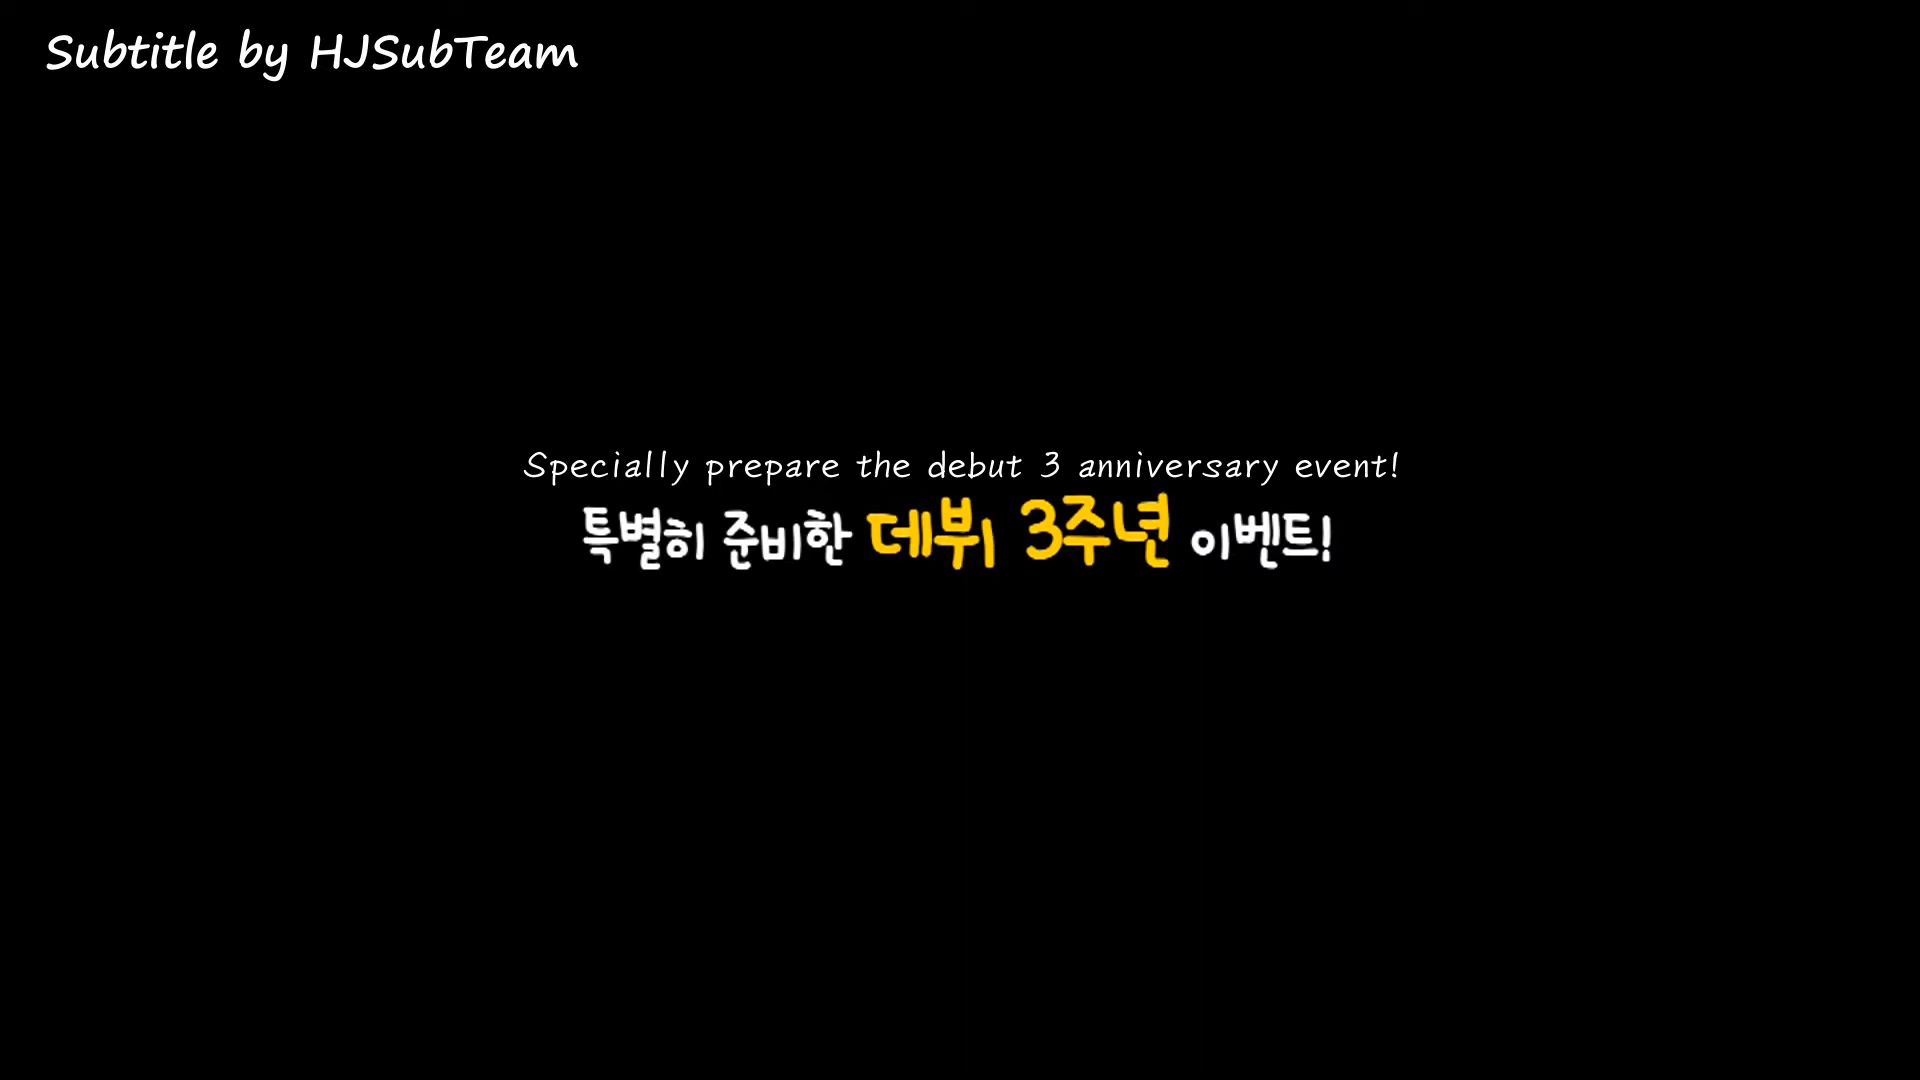 Subtitle by HJSubTeam
Specially prepare the debut 3 anniversary event!
특별히 준비한 데뷔 3주년 이벤트!